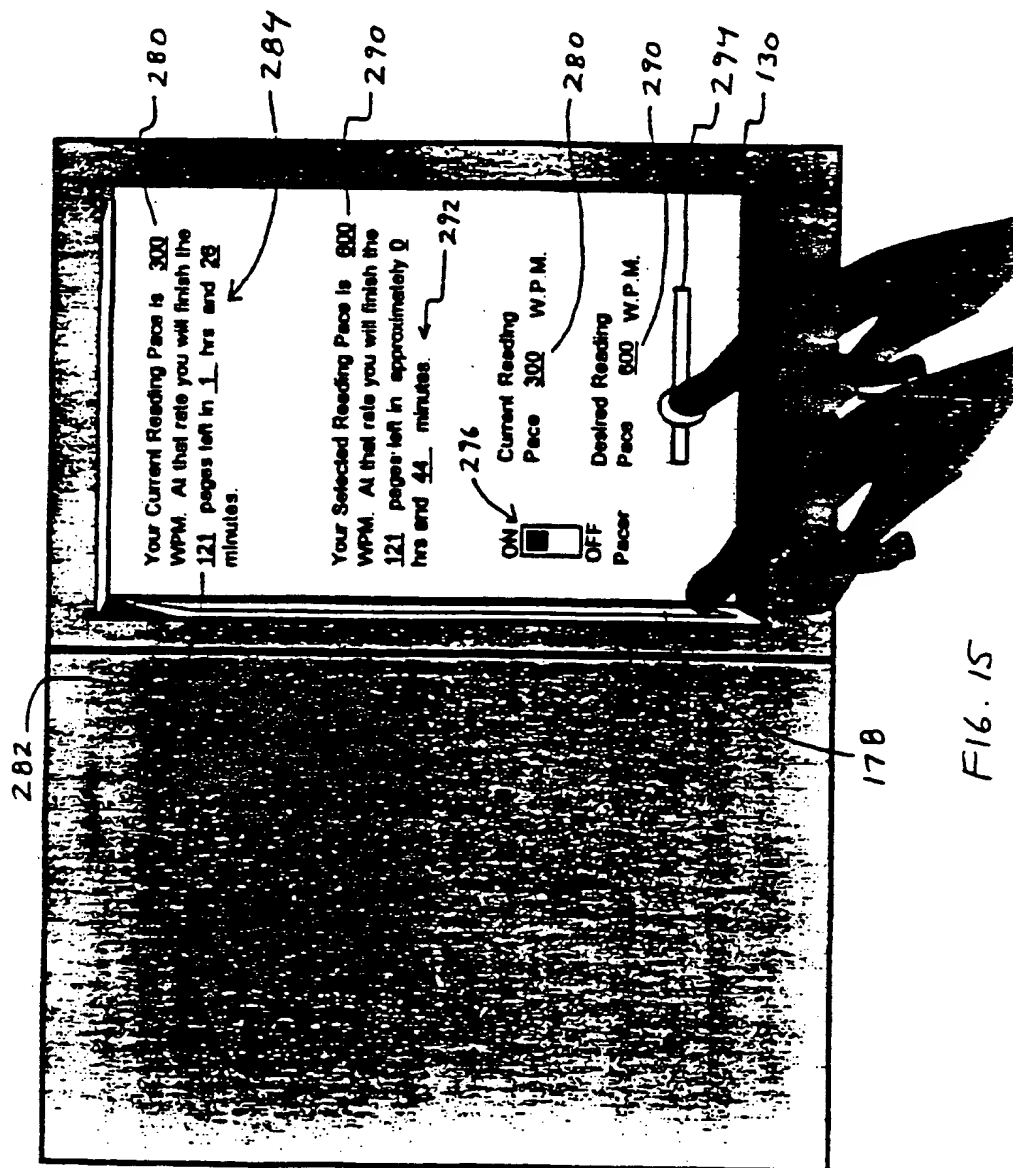 282
Your Current Reading Pace is 300
WPM. At that rate you will finish the
121 pages left in 1 hrs and 28
minutes.
280
284
Your Selected Reading Pace is 600
WPM. At that rate you will finish the
121 pages left in approximately 0
hrs and 44 minutes.
290
292
296
ON
OFF
Pacer
Current Reading
Pace 300 W.P.M.
280
Desired Reading
Pace 600 W.P.M.
290
294
130
178
FIG. 15